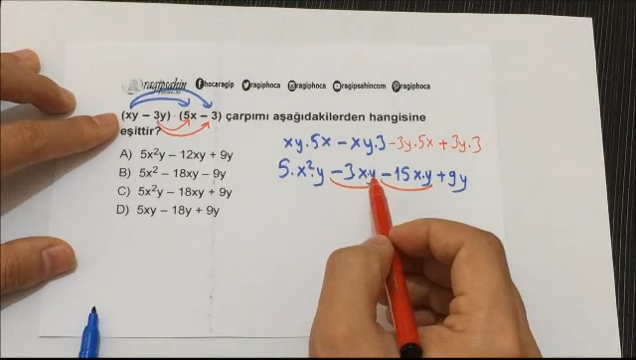 ragipsahin hocaragip ragiphoca ragiphoca ragipsahincom ragiphoca
(xy – 3y) · (5x – 3) çarpımı aşağıdakilerden hangisine
eşittir?
A) 5x²y – 12xy + 9y
B) 5x² – 18xy – 9y
C) 5x²y – 18xy + 9y
D) 5xy – 18y + 9y
xy.5x – xy.3 – 3y.5x + 3y.3
5.x².y – 3x.y – 15x.y + 9y